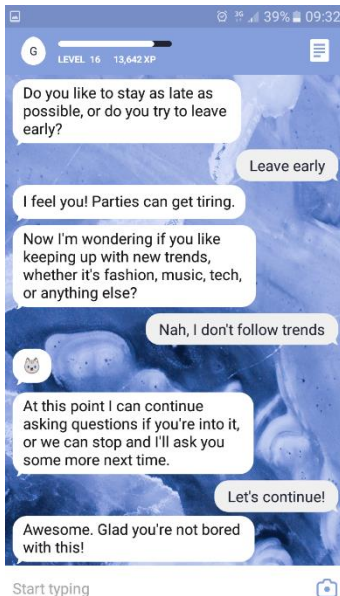 3G 39% 09:32
G
LEVEL 16 13,642 XP
Do you like to stay as late as
possible, or do you try to leave
early?
Leave early
I feel you! Parties can get tiring.
Now I'm wondering if you like
keeping up with new trends,
whether it's fashion, music, tech,
or anything else?
Nah, I don't follow trends
At this point I can continue
asking questions if you're into it,
or we can stop and I'll ask you
some more next time.
Let's continue!
Awesome. Glad you're not bored
with this!
Start typing